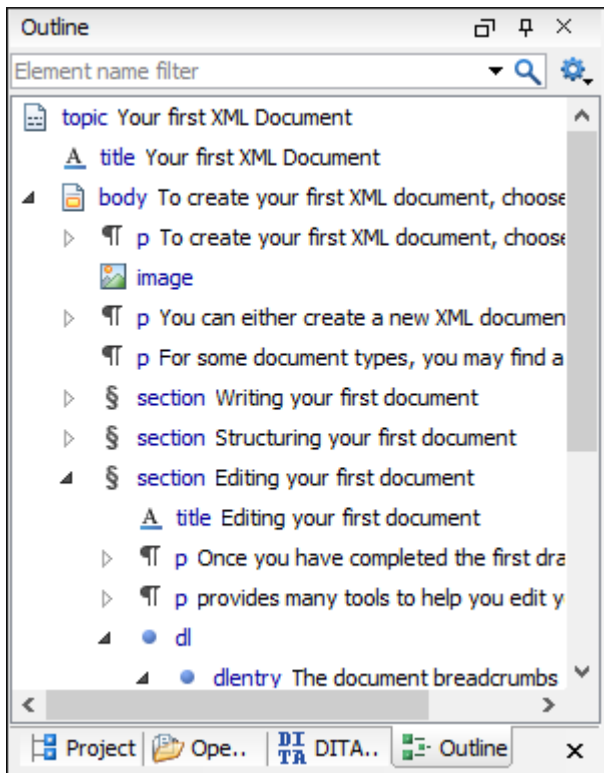 Outline
Element name filter
topic Your first XML Document
A title Your first XML Document
body To create your first XML document, choose
¶ p To create your first XML document, choose
image
¶ p You can either create a new XML documen
¶ p For some document types, you may find a
§ section Writing your first document
§ section Structuring your first document
§ section Editing your first document
A title Editing your first document
¶ p Once you have completed the first dra
¶ p provides many tools to help you edit y
dl
dlentry The document breadcrumbs
Project Ope.. DITA DITA.. Outline